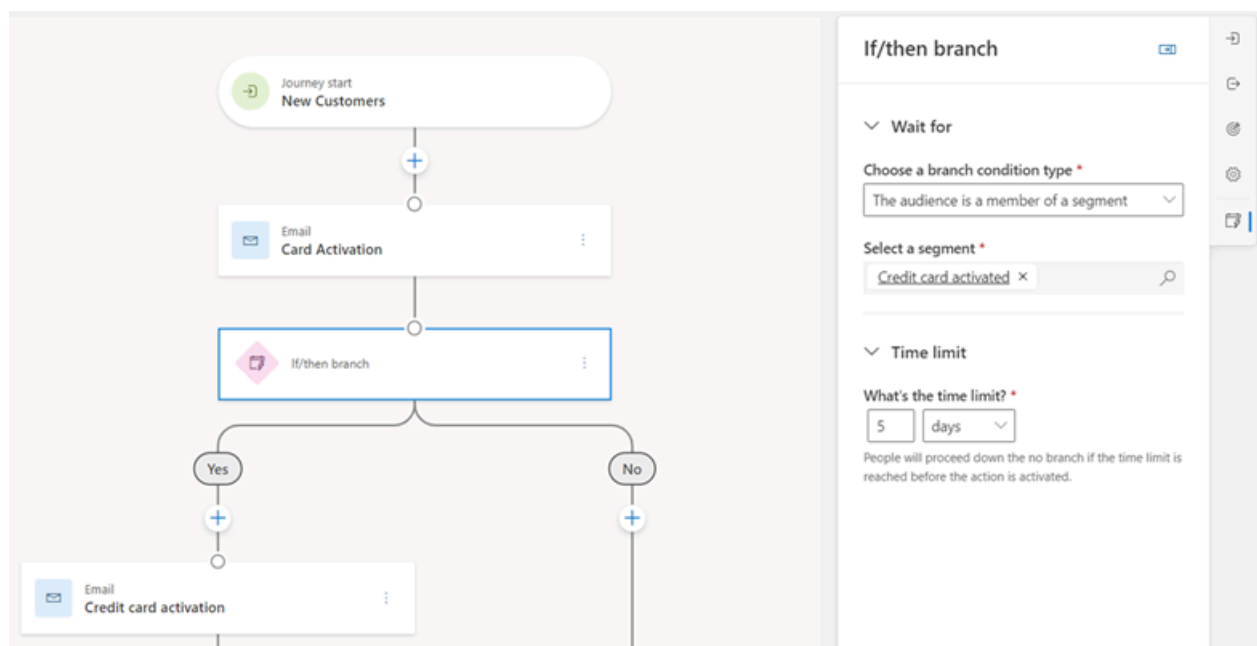 Journey start
New Customers
Email
Card Activation
If/then branch
Yes
No
Email
Credit card activation
If/then branch
Wait for
Choose a branch condition type *
The audience is a member of a segment
Select a segment *
Credit card activated ×
Time limit
What's the time limit? *
5 days
People will proceed down the no branch if the time limit is
reached before the action is activated.